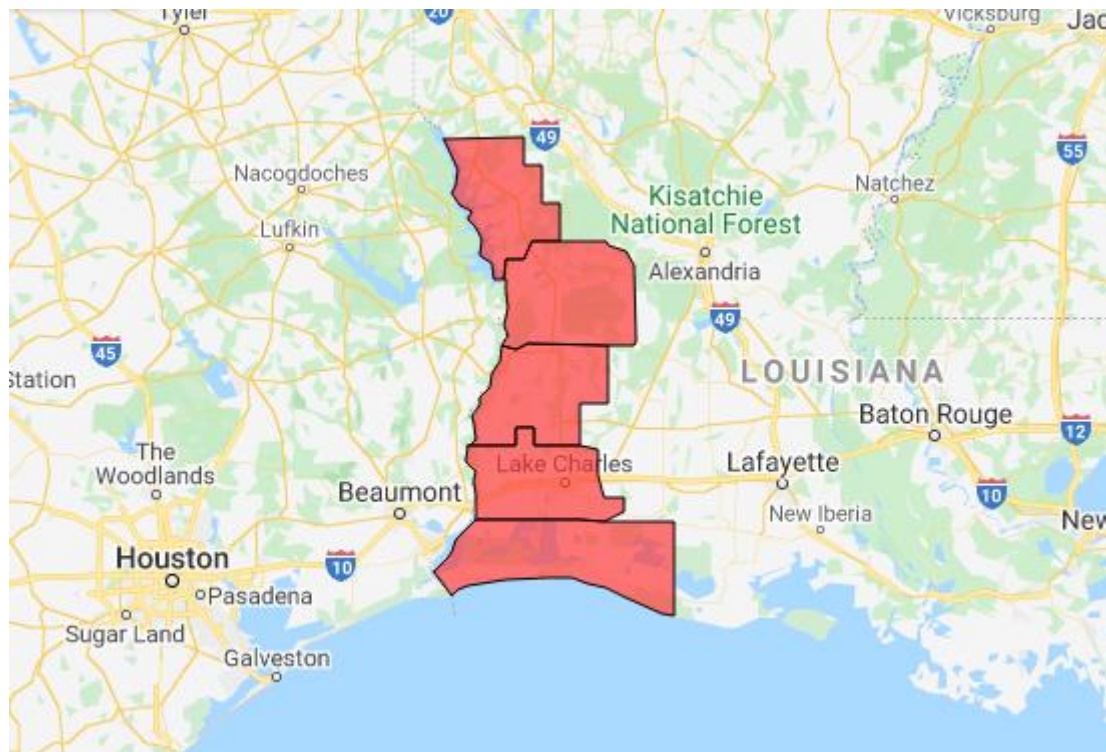 Tyler
20
Vicksburg
Jac
49
55
Nacogdoches
Kisatchie
National Forest
Natchez
Lufkin
Alexandria
49
45
Station
LOUISIANA
Baton Rouge
12
The
Woodlands
Lake Charles
Lafayette
Beaumont
10
New Iberia
New
Houston
10
Pasadena
Sugar Land
Galveston